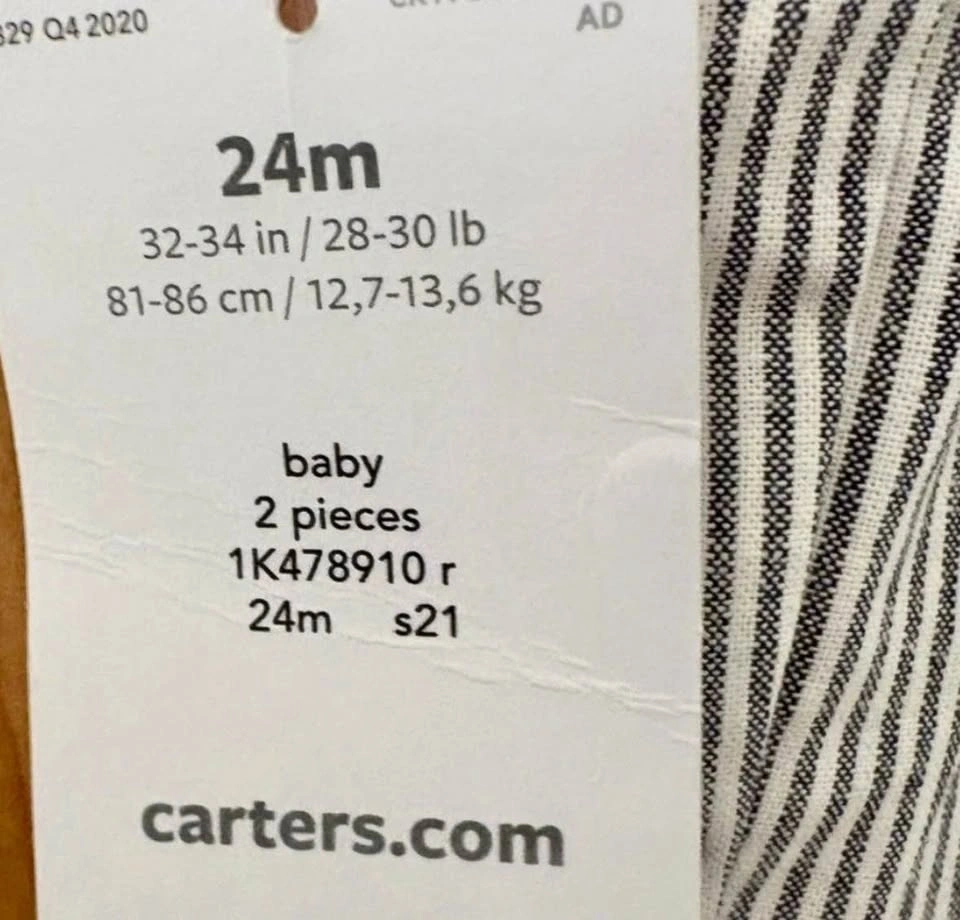 Q4 2020
AD
24m
32-34 in / 28-30 lb
81-86 cm / 12,7-13,6 kg
baby
2 pieces
1K478910 r
24m s21
carters.com